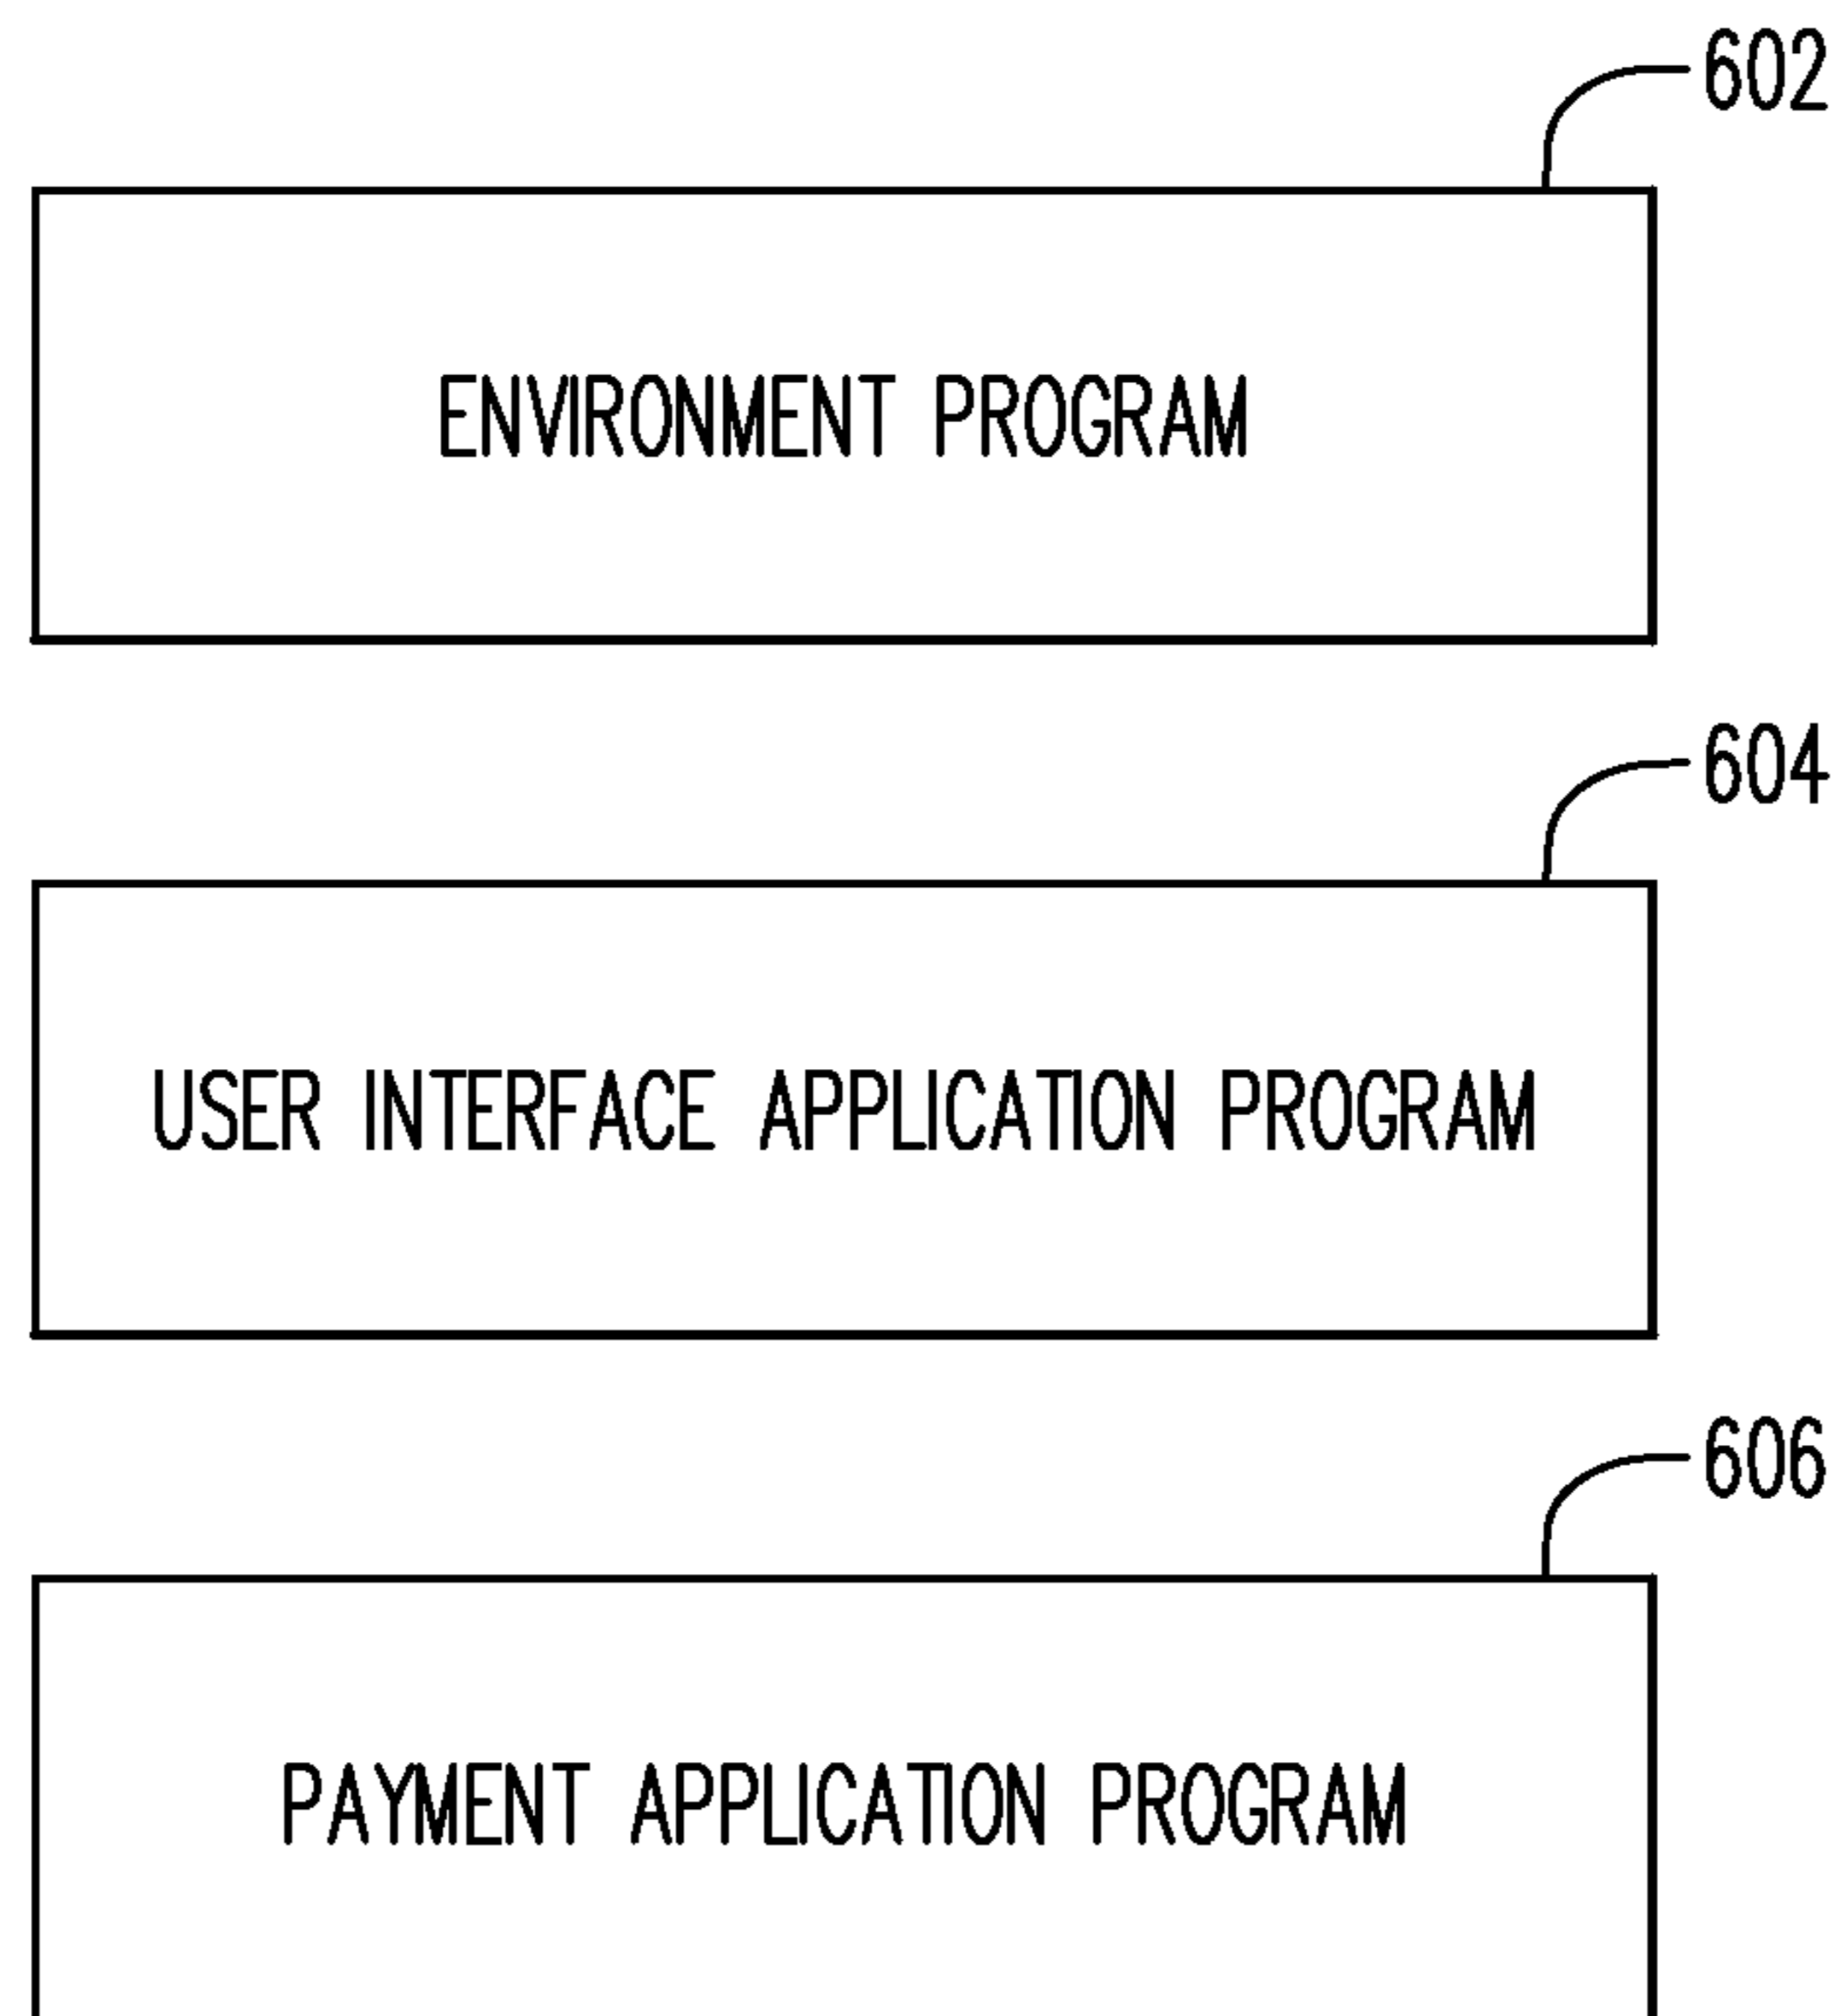 602
ENVIRONMENT PROGRAM
604
USER INTERFACE APPLICATION PROGRAM
606
PAYMENT APPLICATION PROGRAM